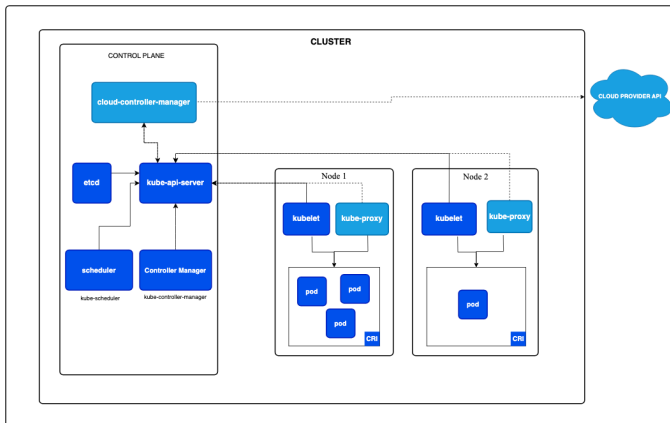 CLUSTER
CONTROL PLANE
cloud-controller-manager
CLOUD PROVIDER API
etcd
kube-api-server
scheduler
kube-scheduler
Controller Manager
kube-controller-manager
Node 1
kubelet
kube-proxy
pod
pod
pod
CRI
Node 2
kubelet
kube-proxy
pod
CRI